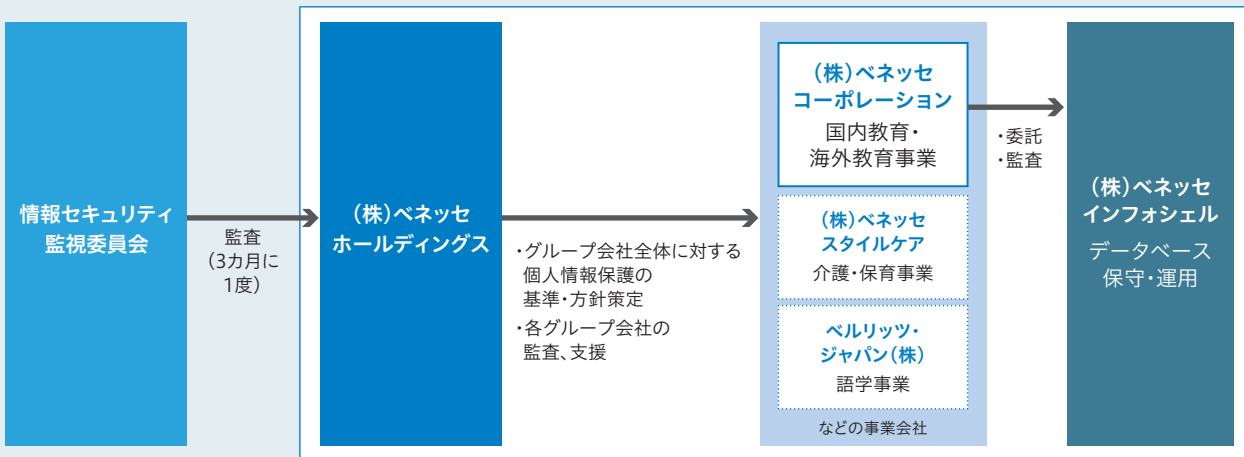 情報セキュリティ
監視委員会
監査
(3カ月に
1度)
(株)ベネッセ
ホールディングス
・グループ会社全体に対する
個人情報保護の
基準・方針策定
・各グループ会社の
監査、支援
(株)ベネッセ
コーポレーション
国内教育・
海外教育事業
(株)ベネッセ
スタイルケア
介護・保育事業
ベルリッツ・
ジャパン(株)
語学事業
などの事業会社
・委託
・監査
(株)ベネッセ
インフォシェル
データベース
保守・運用